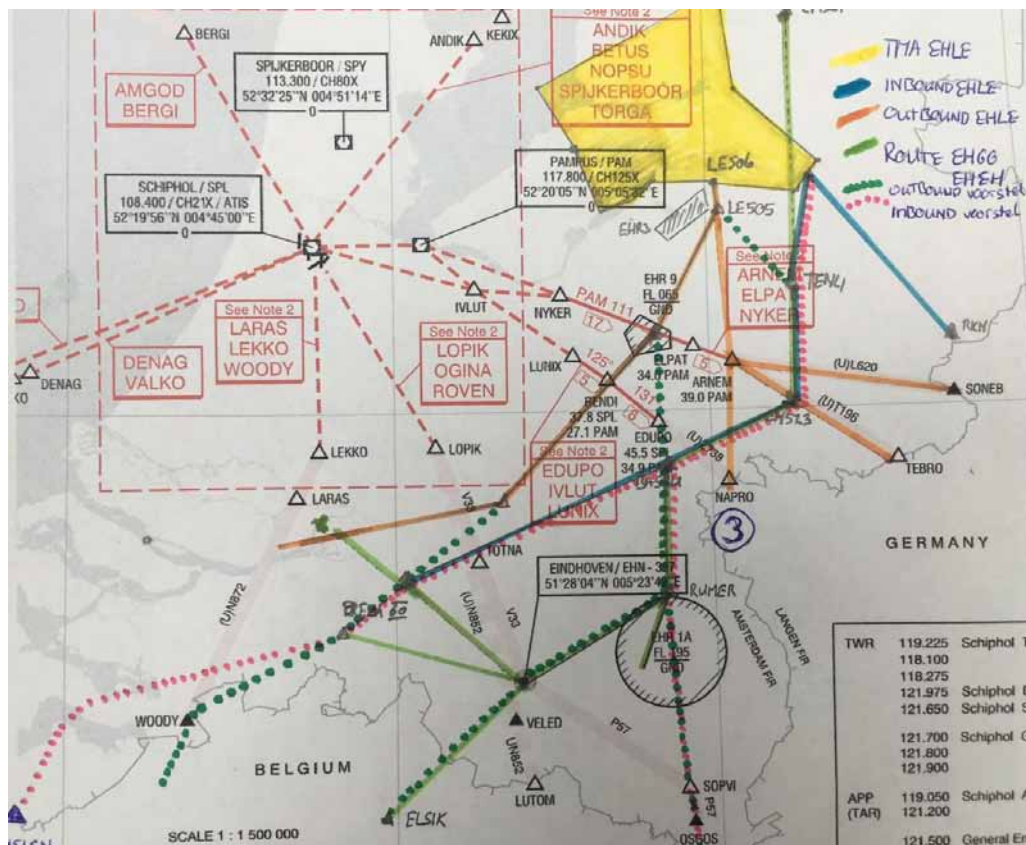 BERGI
ANDIK
KEKIX
See Note 2
ANDIK
BETUS
NOPSU
SPIJKERBOOR
TORGA
AMGOD
BERGI
SPIJKERBOOR / SPY
113.300 / CH80X
52°32'25"N 004°51'14"E
0
TMA EHLE
INBOUND EHLE
OUTBOUND EHLE
ROUTE EHGG
EHEH
OUTBOUND voorstel
INBOUND voorstel
SCHIPHOL / SPL
108.400 / CH21X / ATIS
52°19'56"N 004°45'00"E
0
PAMPUS / PAM
117.800 / CH125X
52°20'05"N 005°05'32"E
0
LE506
LE505
EHR3
See Note 2
ARNEM
ELPAT
NYKER
TENLI
RKN
EHR 9
FL 065
GND
PAM 111
17
IVLUT
NYKER
See Note 2
LARAS
LEKKO
WOODY
See Note 2
LOPIK
OGINA
ROVEN
DENAG
VALKO
DENAG
LUNIX
125°
5
131
8
ELPAT
34.0 PAM
5
ARNEM
39.0 PAM
(U)L620
SONEB
(U)T196
BENDI
37.8 SPL
27.1 PAM
EDUPO
45.5 SPL
34.9 PAM
TEBRO
NAPRO
3
LEKKO
LOPIK
LARAS
See Note 2
EDUPO
IVLUT
LUNIX
V33
TOTNA
EINDHOVEN / EHN - 397
51°28'04"N 005°23'49"E
GERMANY
RUMER
(U)N872
(U)N852
V33
EHR 1A
FL 195
GND
AMSTERDAM FIR
LANGEN FIR
WOODY
VELED
P57
UN852
BELGIUM
LUTOM
SOPVI
P57
OSGOS
ELSIK
SCALE 1 : 1 500 000
TWR 119.225 Schiphol T
118.100
118.275
121.975 Schiphol
121.650 Schiphol S
121.700 Schiphol G
121.800
121.900
APP 119.050 Schiphol A
(TAR) 121.200
121.500 General Em